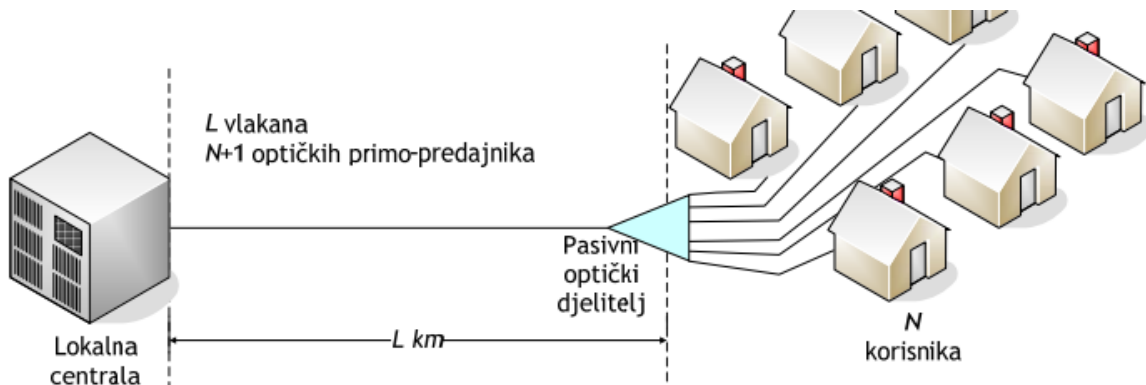 L vlakana
N+1 optičkih primo-predajnika
Pasivni
optički
djelitelj
L km
Lokalna
centrala
N
korisnika